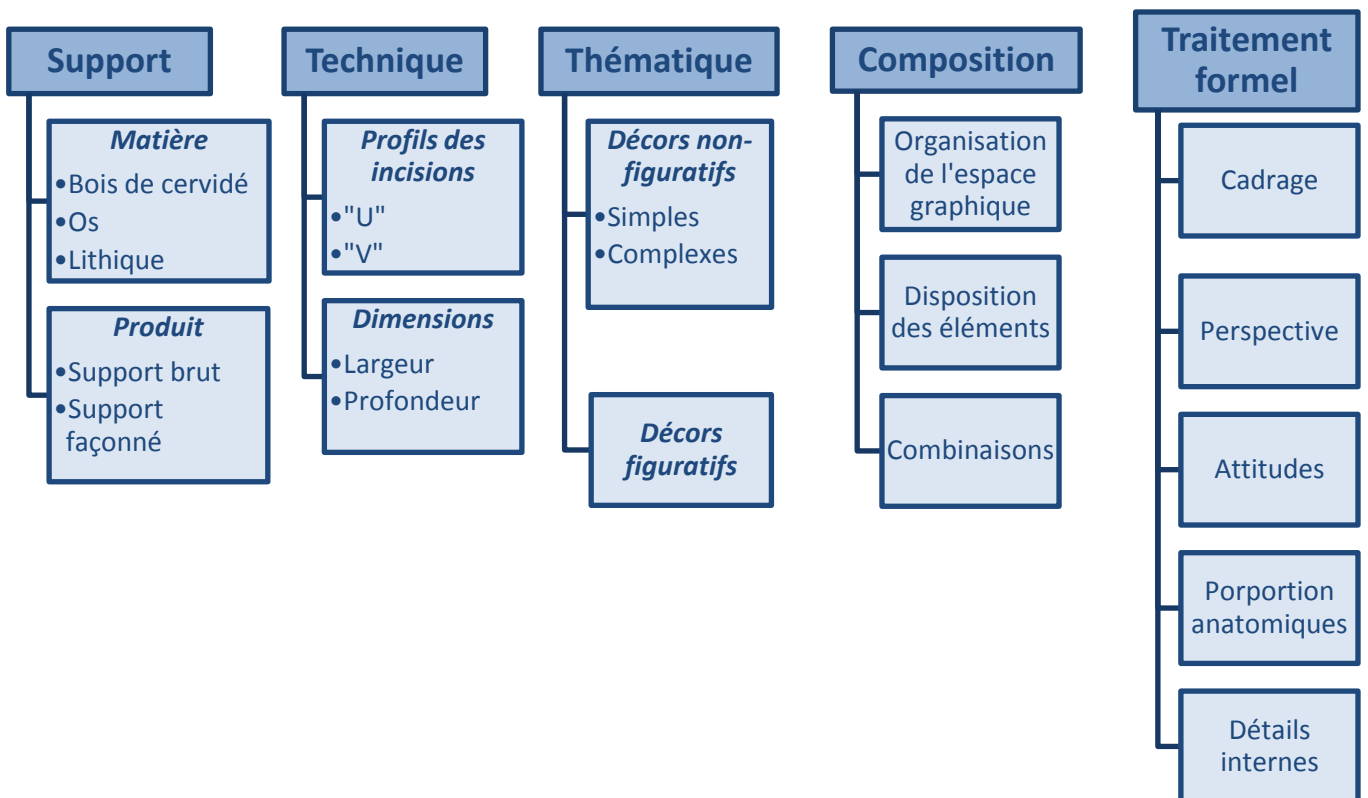 Support
Matière
•Bois de cervidé
•Os
•Lithique
Produit
•Support brut
•Support
façonné
Technique
Profils des
incisions
•"U"
•"V"
Dimensions
•Largeur
•Profondeur
Thématique
Décors non-
figuratifs
•Simples
•Complexes
Décors
figuratifs
Composition
Organisation
de l'espace
graphique
Disposition
des éléments
Combinaisons
Traitement
formel
Cadrage
Perspective
Attitudes
Porportion
anatomiques
Détails
internes